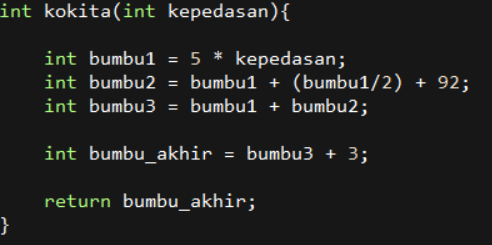 int kokita(int kepedasan){
int bumbu1 = 5 * kepedasan;
int bumbu2 = bumbu1 + (bumbu1/2) + 92;
int bumbu3 = bumbu1 + bumbu2;
int bumbu_akhir = bumbu3 + 3;
return bumbu_akhir;
}